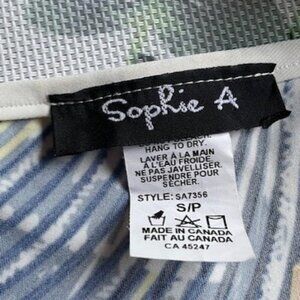 Sophie A
HANG TO DRY.
LAVER À LA MAIN
À L'EAU FROIDE.
NE PAS JAVELLISER.
SUSPENDRE POUR
SÉCHER.
STYLE: SA7356
S/P
MADE IN CANADA
FAIT AU CANADA
CA 45247